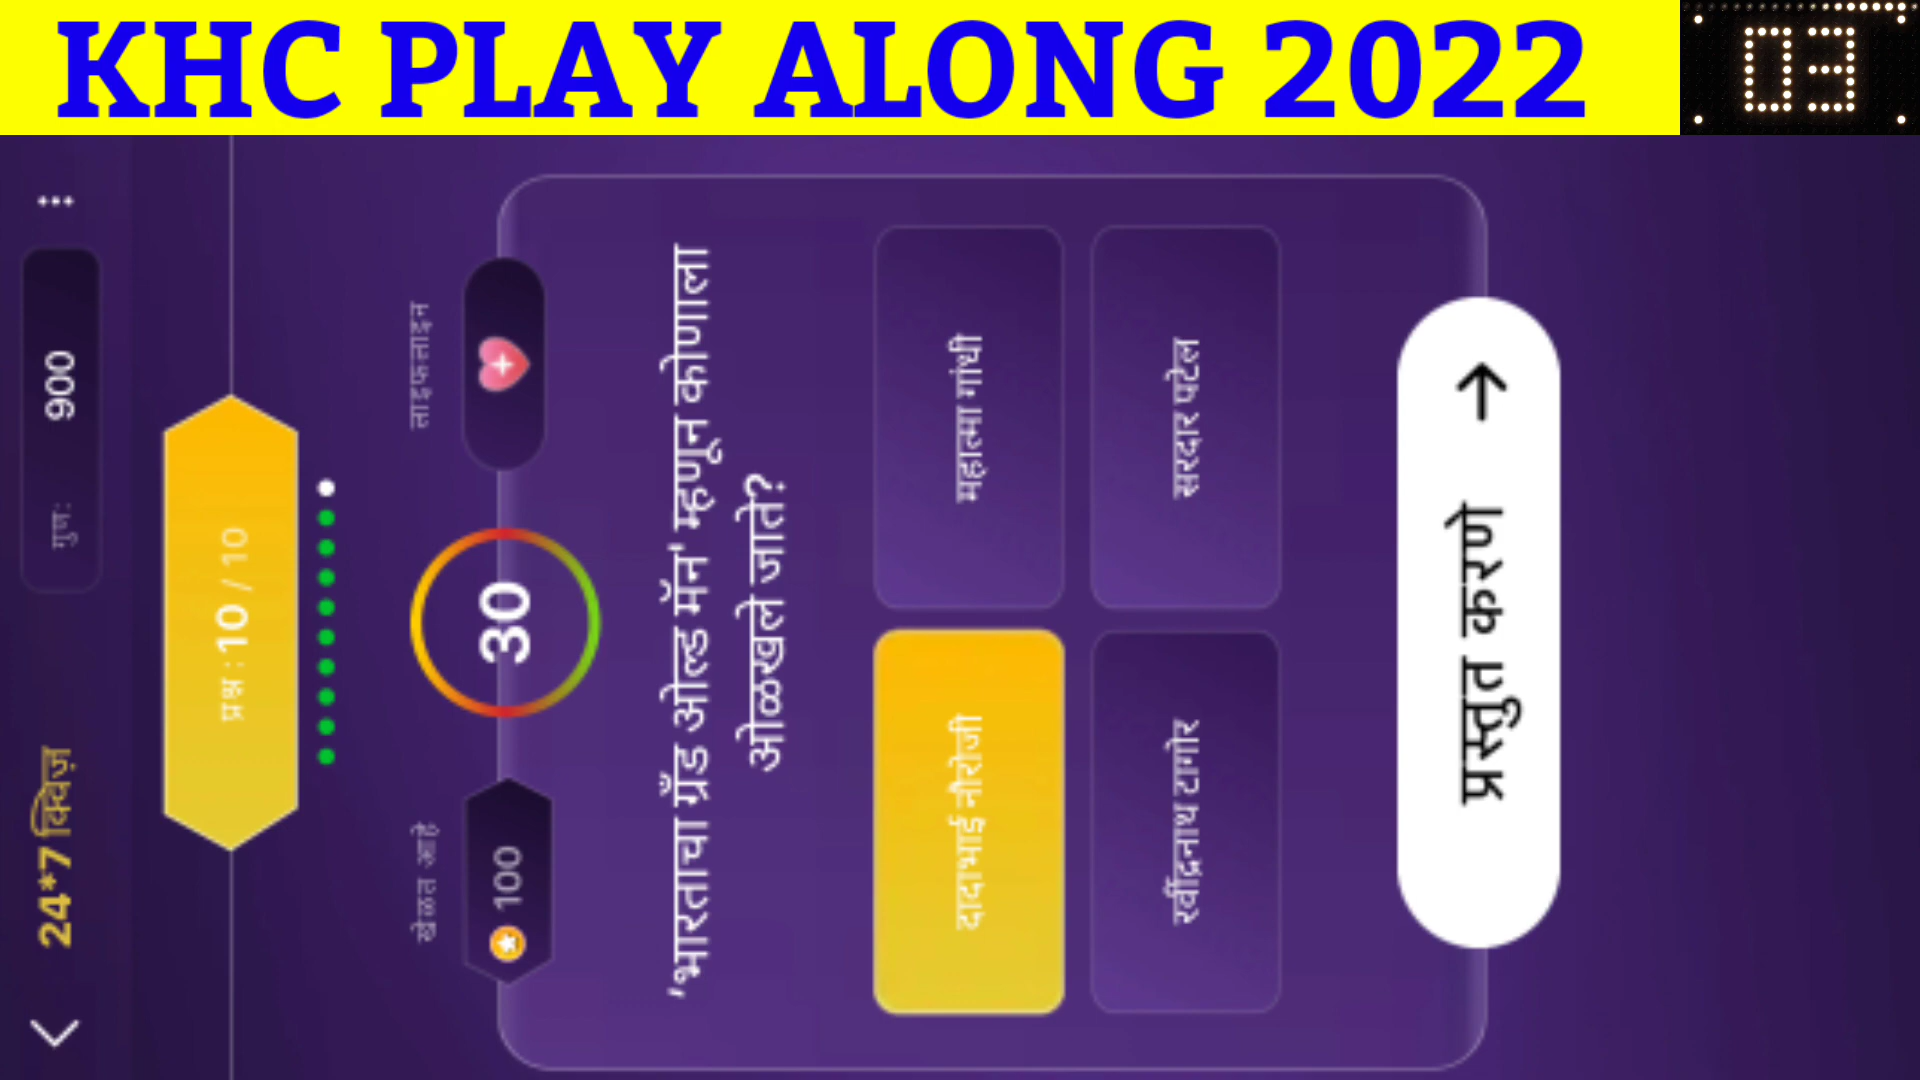 KHC PLAY ALONG 2022
03
24*7 क्विज़
गुण: 900
प्रश्न : 10 / 10
खेळत आहे
लाइफलाइन
100
30
'भारताचा ग्रँड ओल्ड मॅन' म्हणून कोणाला
ओळखले जाते?
दादाभाई नौरोजी
महात्मा गांधी
रवींद्रनाथ टागोर
सरदार पटेल
प्रस्तुत करणे